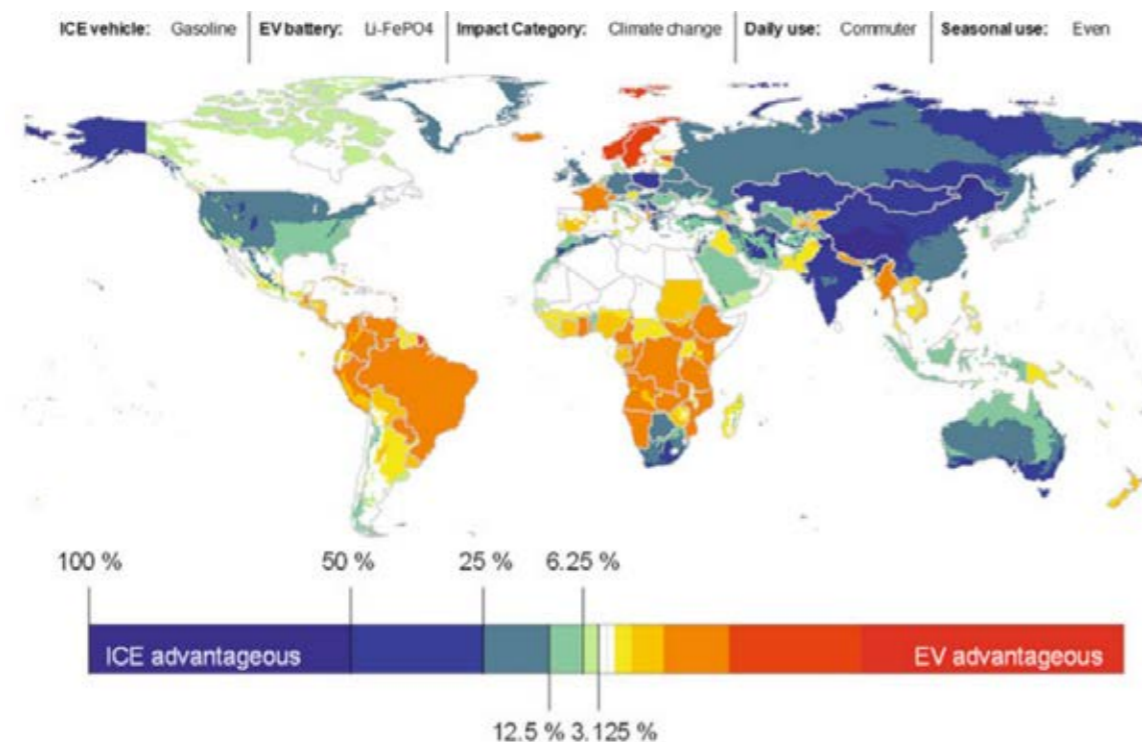 ICE vehicle: Gasoline EV battery: Li-FePO4 Impact Category: Climate change Daily use: Commuter Seasonal use: Even
100 % 50 % 25 % 6.25 %
ICE advantageous EV advantageous
12.5 % 3.125 %